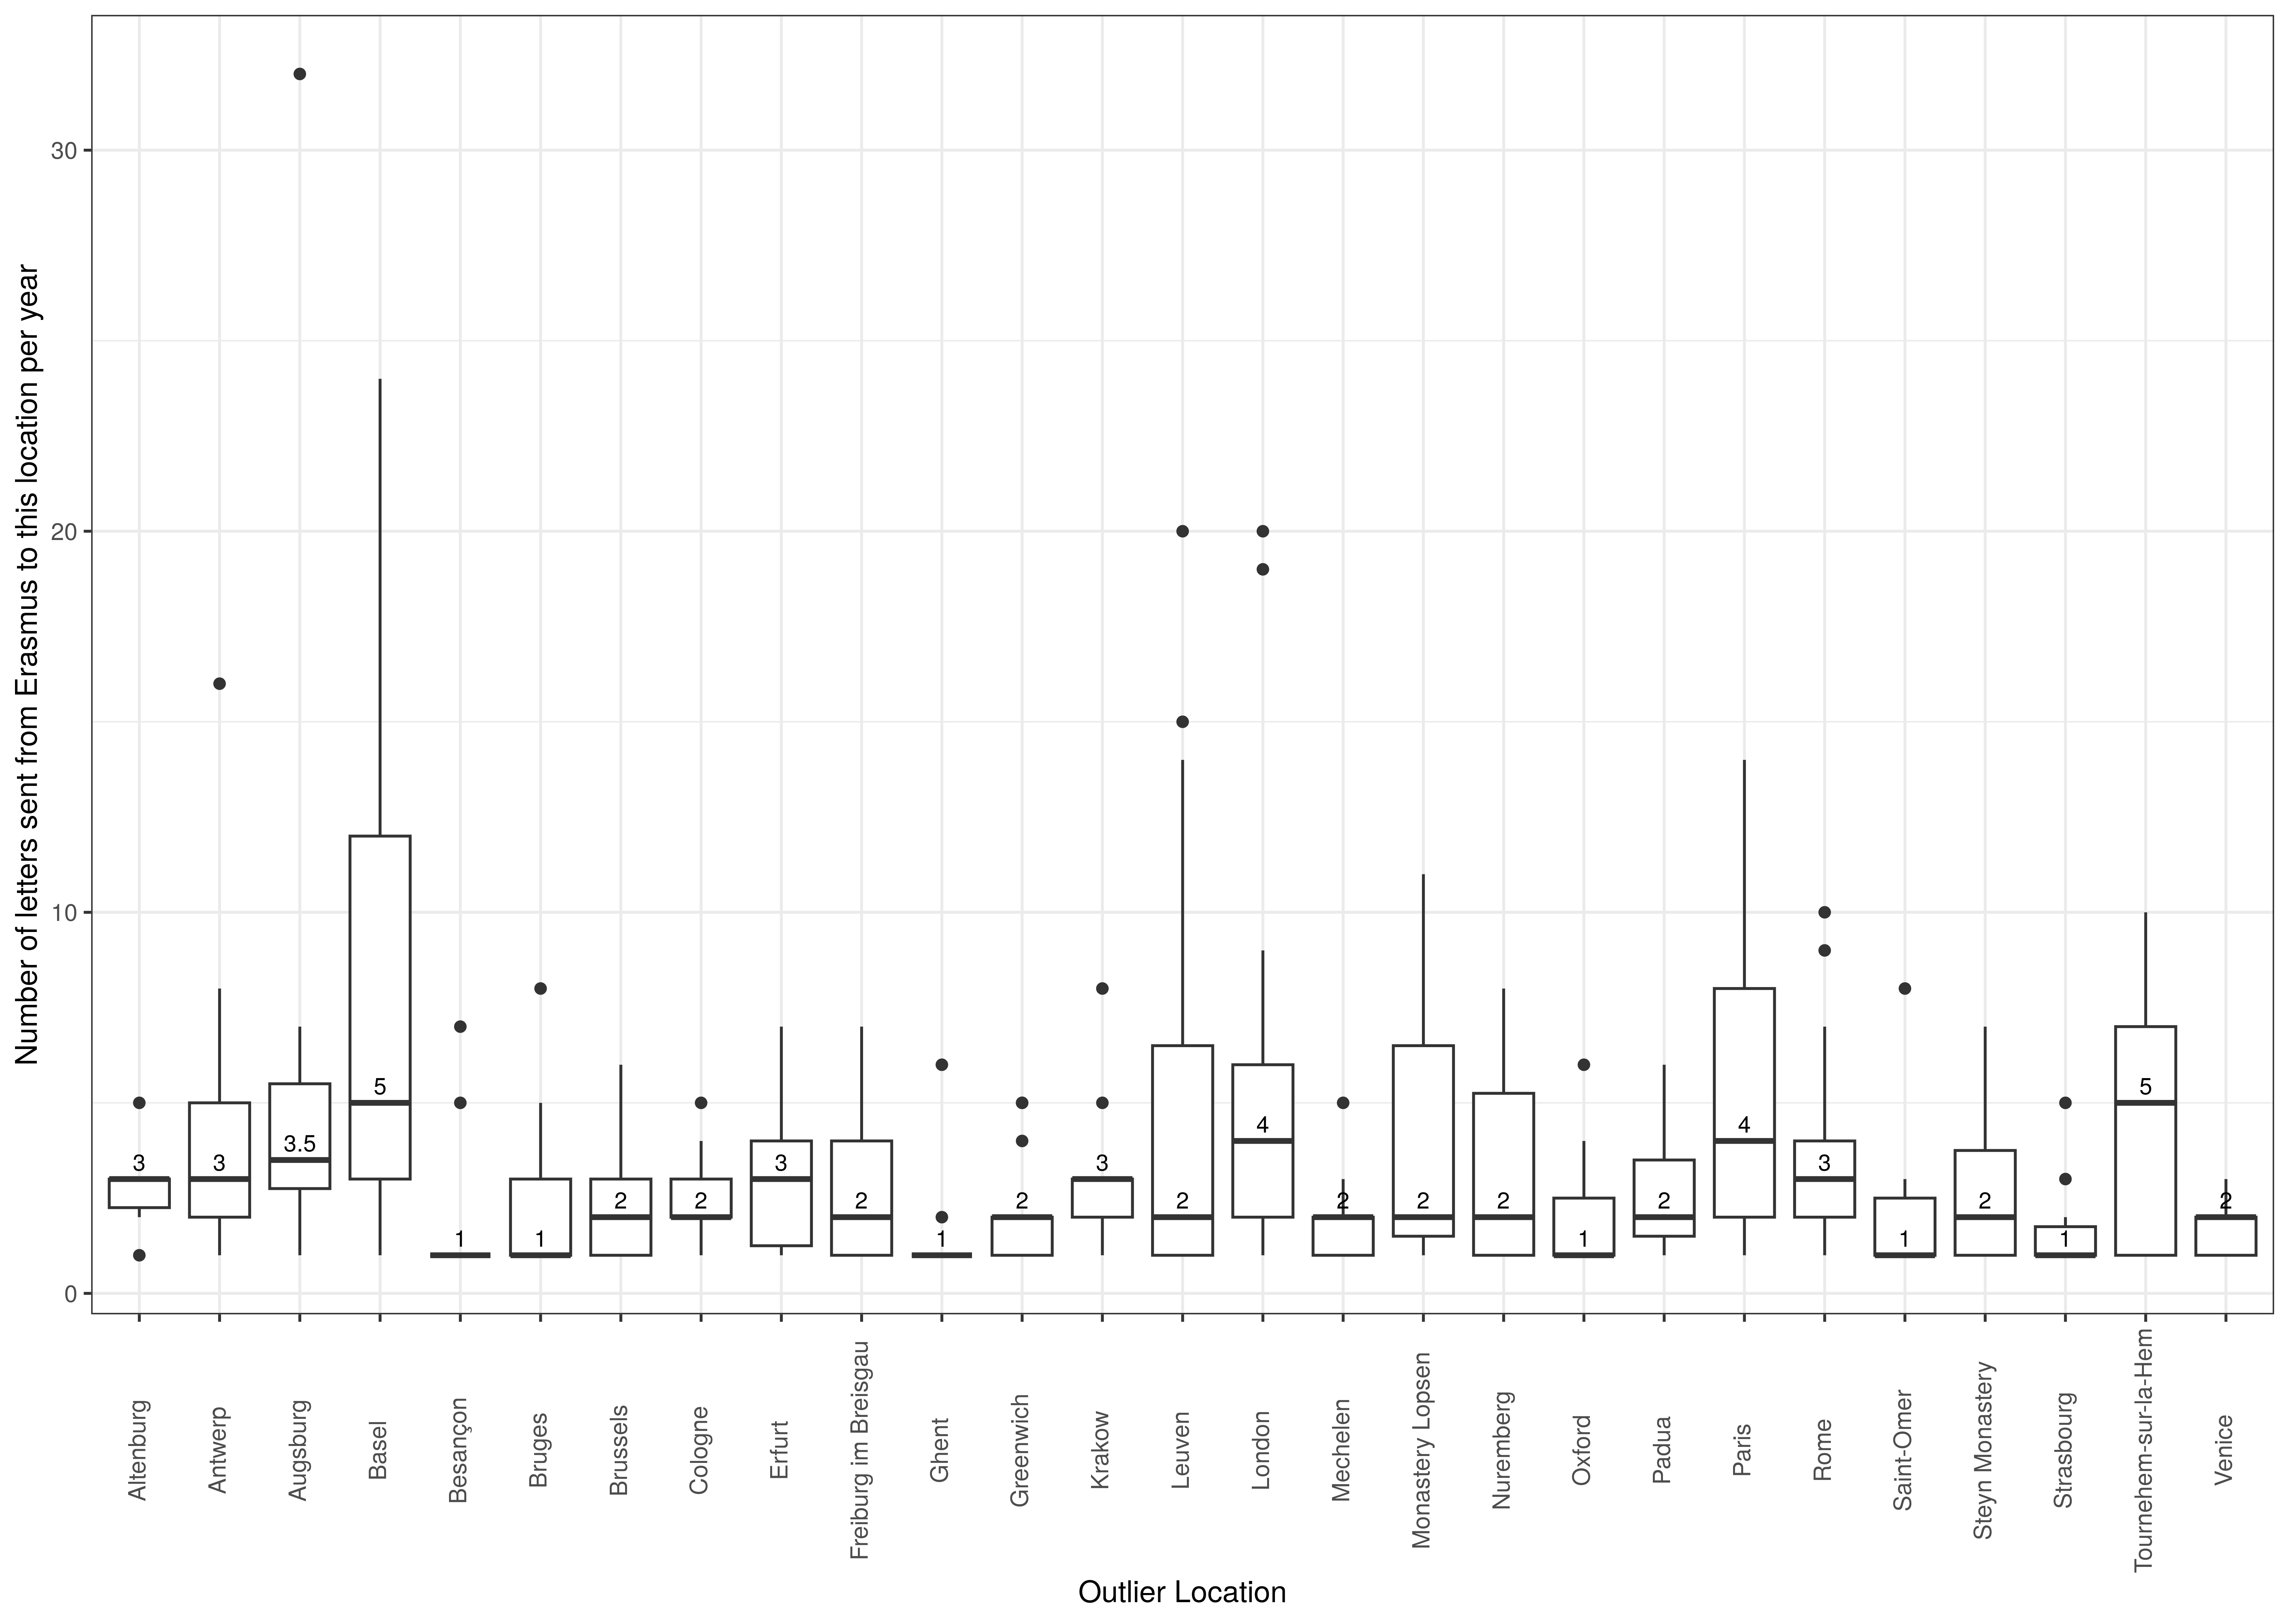 Number of letters sent from Erasmus to this location per year
30
20
10
0
3
3
3.5
5
1
1
2
2
3
2
1
2
3
2
4
2
2
2
1
2
4
3
1
2
1
5
2
Altenburg
Antwerp
Augsburg
Basel
Besançon
Bruges
Brussels
Cologne
Erfurt
Freiburg im Breisgau
Ghent
Greenwich
Krakow
Leuven
London
Mechelen
Monastery Lopsen
Nuremberg
Oxford
Padua
Paris
Rome
Saint-Omer
Steyn Monastery
Strasbourg
Tournehem-sur-la-Hem
Venice
Outlier Location